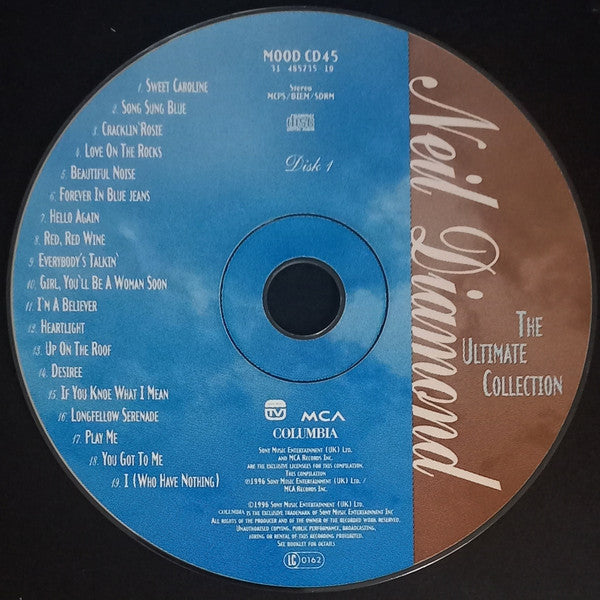 MOOD CD45
31 485715 10
Stereo
MCPS/BIEM/SDRM
COMPACT
disc
DIGITAL AUDIO
Disk 1
1. Sweet Caroline
2. Song Sung Blue
3. Cracklin' Rosie
4. Love On The Rocks
5. Beautiful Noise
6. Forever In Blue jeans
7. Hello Again
8. Red, Red Wine
9. Everybody's Talkin'
10. Girl, You'll Be A Woman Soon
11. I'm A Believer
12. Heartlight
13. Up On The Roof
14. Desiree
15. If You Knoe What I Mean
16. Longfellow Serenade
17. Play Me
18. You Got To Me
19. I (Who Have Nothing)
Neil Diamond
The
Ultimate
Collection
TV
MCA
COLUMBIA
Sony Music Entertainment (UK) Ltd.
and MCA Records Inc.
are the exclusive licensees for this compilation.
This compilation
℗1996 Sony Music Entertainment (UK) Ltd. /
MCA Records Inc.
©1996 Sony Music Entertainment (UK) Ltd.
COLUMBIA is the exclusive trademark of Sony Music Entertainment Inc
All rights of the producer and of the owner of the recorded work reserved.
Unauthorised copying, public performance, broadcasting,
hiring or rental of this recording prohibited.
See booklet for details
LC 0162